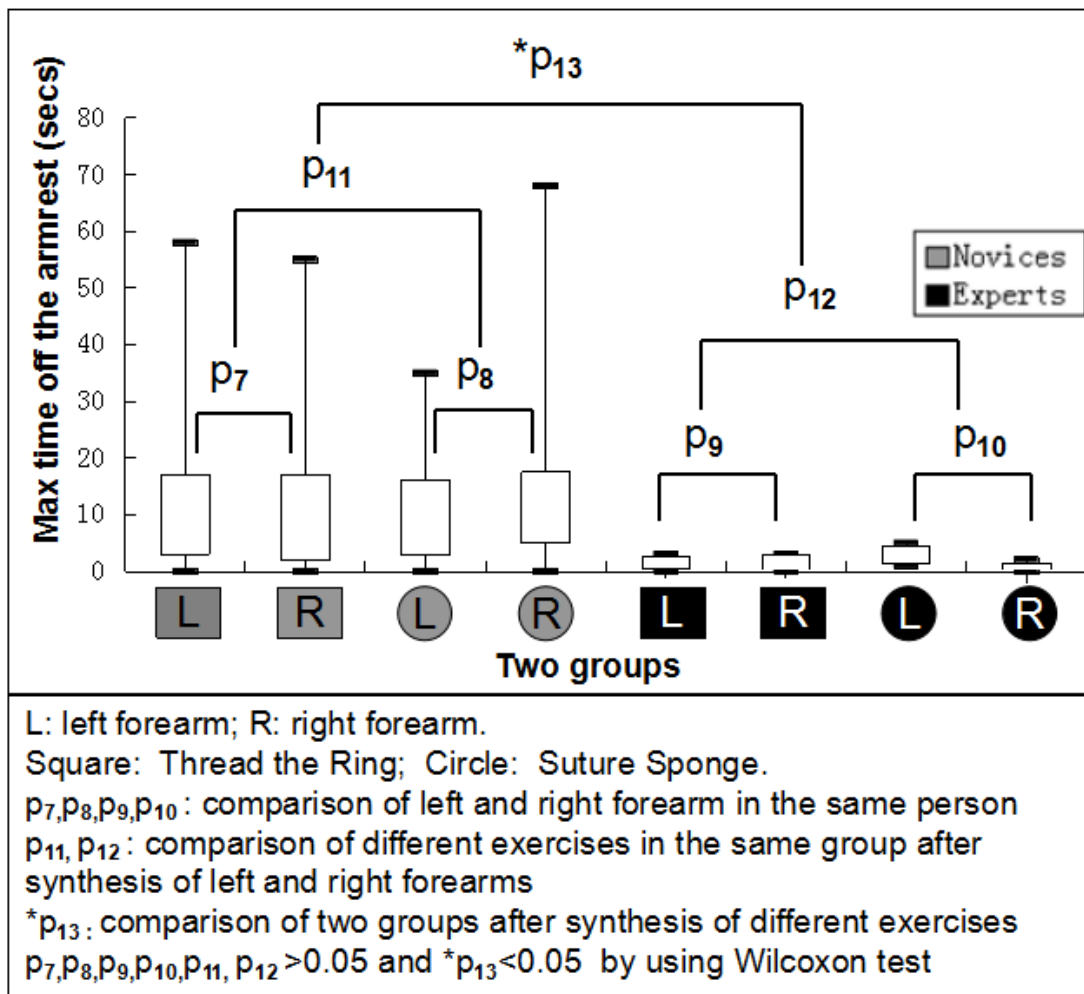 *p13
Max time off the armrest (secs)
80
70
60
50
40
30
20
10
0
p11
p12
p7
p8
p9
p10
Novices
Experts
L
R
L
R
L
R
L
R
Two groups
L: left forearm; R: right forearm.
Square: Thread the Ring; Circle: Suture Sponge.
p7,p8,p9,p10 : comparison of left and right forearm in the same person
p11, p12 : comparison of different exercises in the same group after
synthesis of left and right forearms
*p13 : comparison of two groups after synthesis of different exercises
p7,p8,p9,p10,p11, p12 >0.05 and *p13<0.05 by using Wilcoxon test